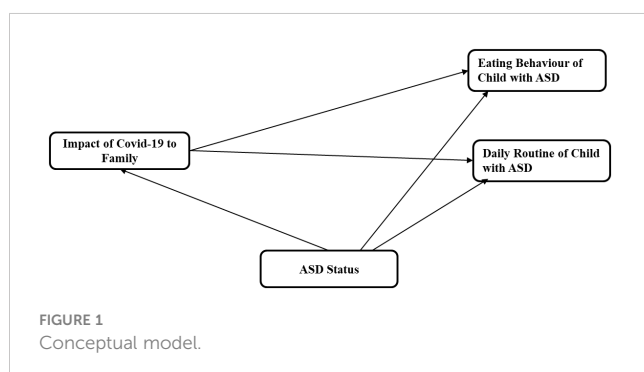 Eating Behaviour of
Child with ASD
Impact of Covid-19 to
Family
Daily Routine of Child
with ASD
ASD Status
FIGURE 1
Conceptual model.